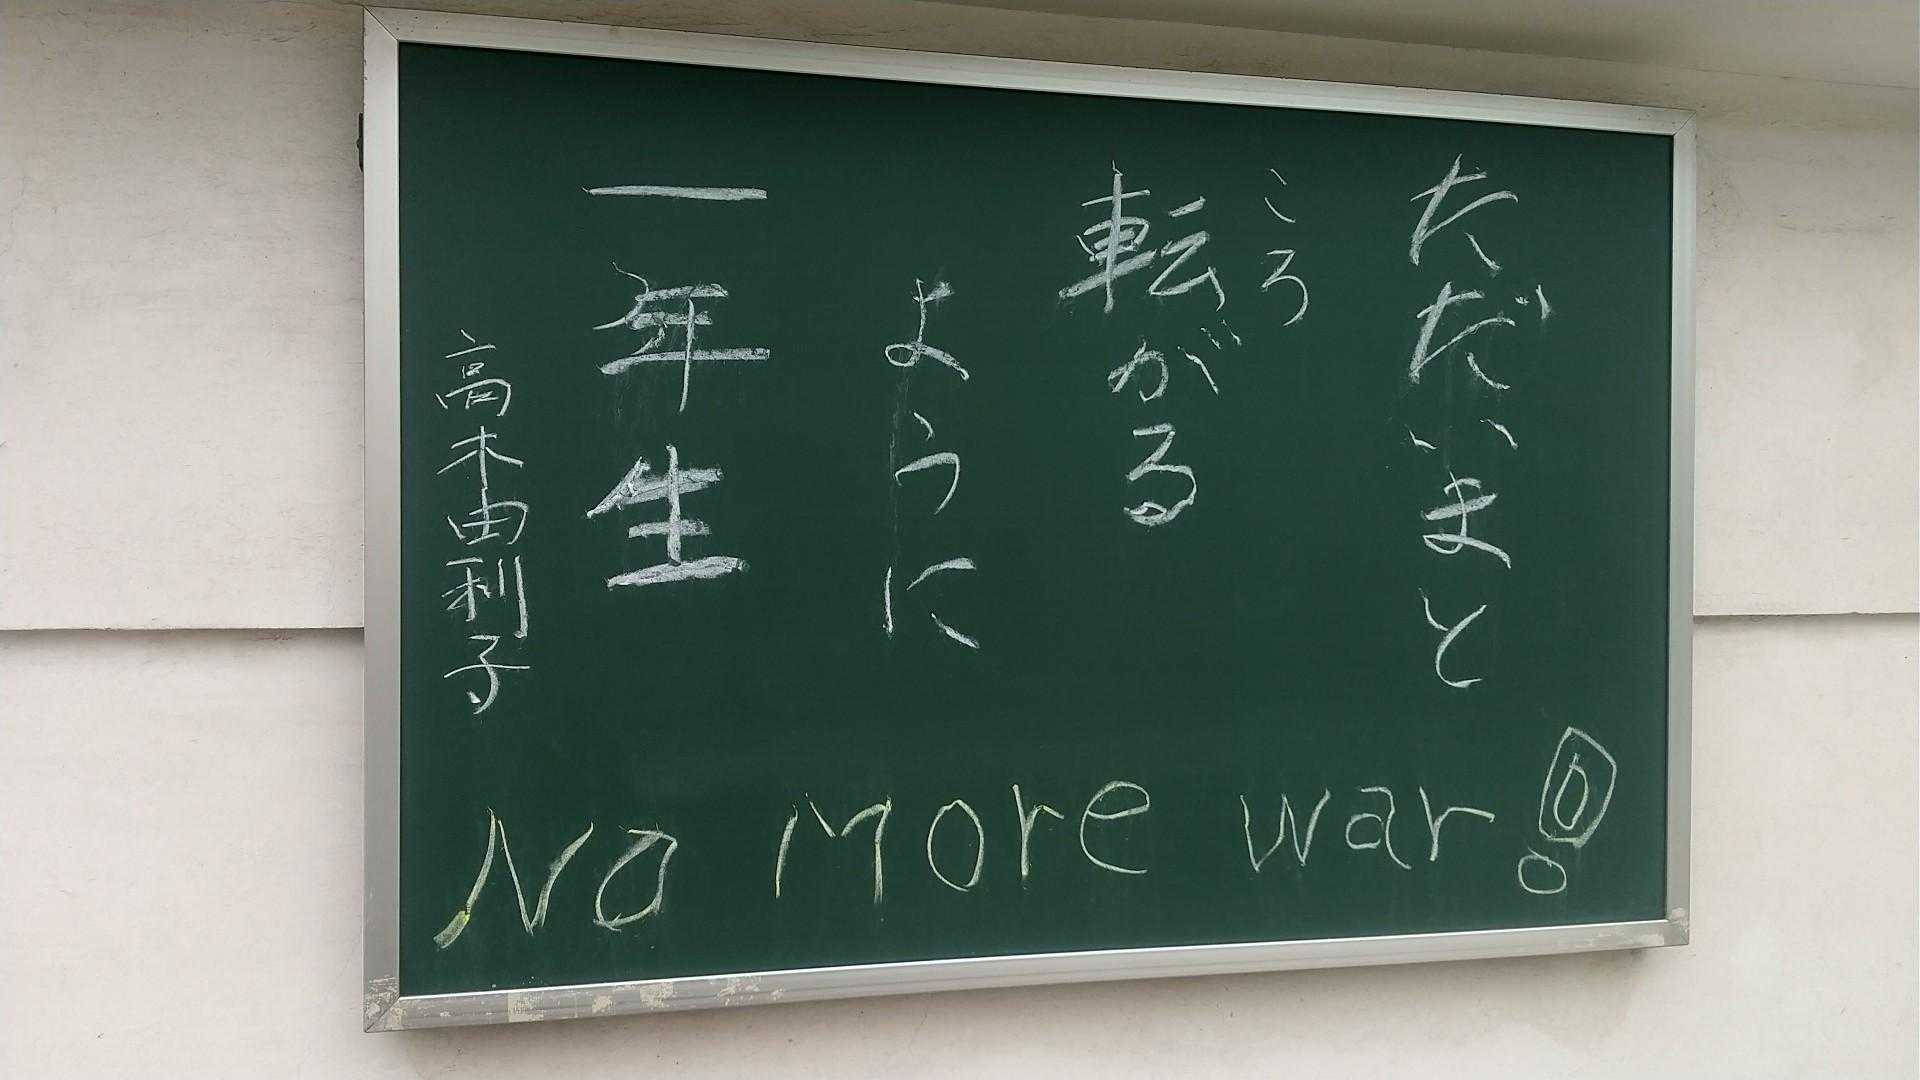 ただいまと
ころ
転がる
ように
一年生
高木由利子
No more war!